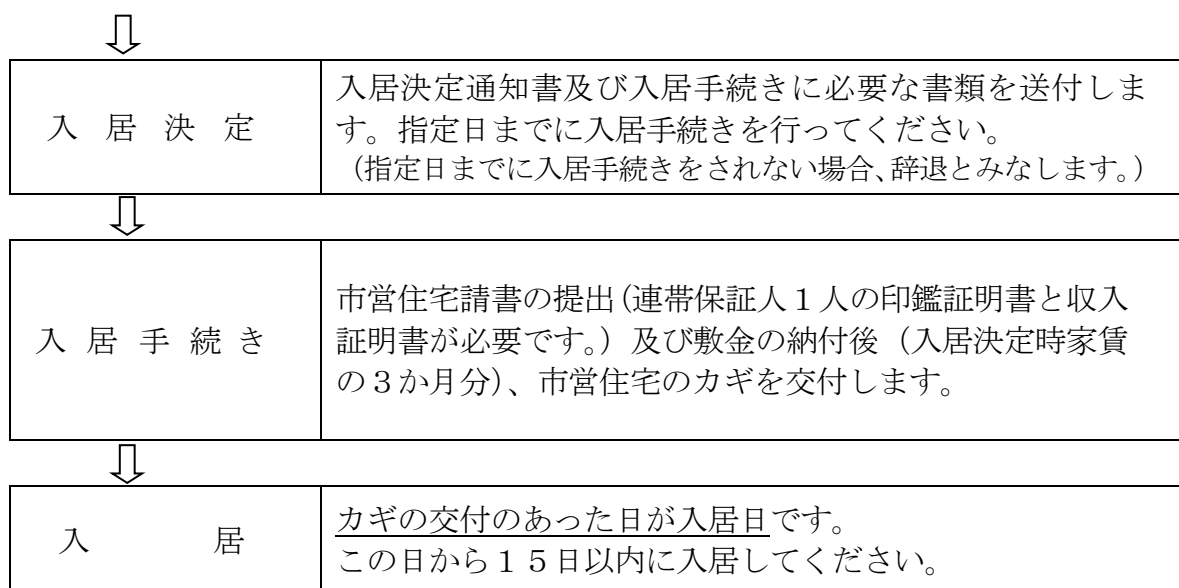 ⇩
入居決定
入居決定通知書及び入居手続きに必要な書類を送付しま
す。指定日までに入居手続きを行ってください。
（指定日までに入居手続きをされない場合、辞退とみなします。）
⇩
入居手続き
市営住宅請書の提出（連帯保証人１人の印鑑証明書と収入
証明書が必要です。）及び敷金の納付後（入居決定時家賃
の３か月分）、市営住宅のカギを交付します。
⇩
入居
カギの交付のあった日が入居日です。
この日から１５日以内に入居してください。